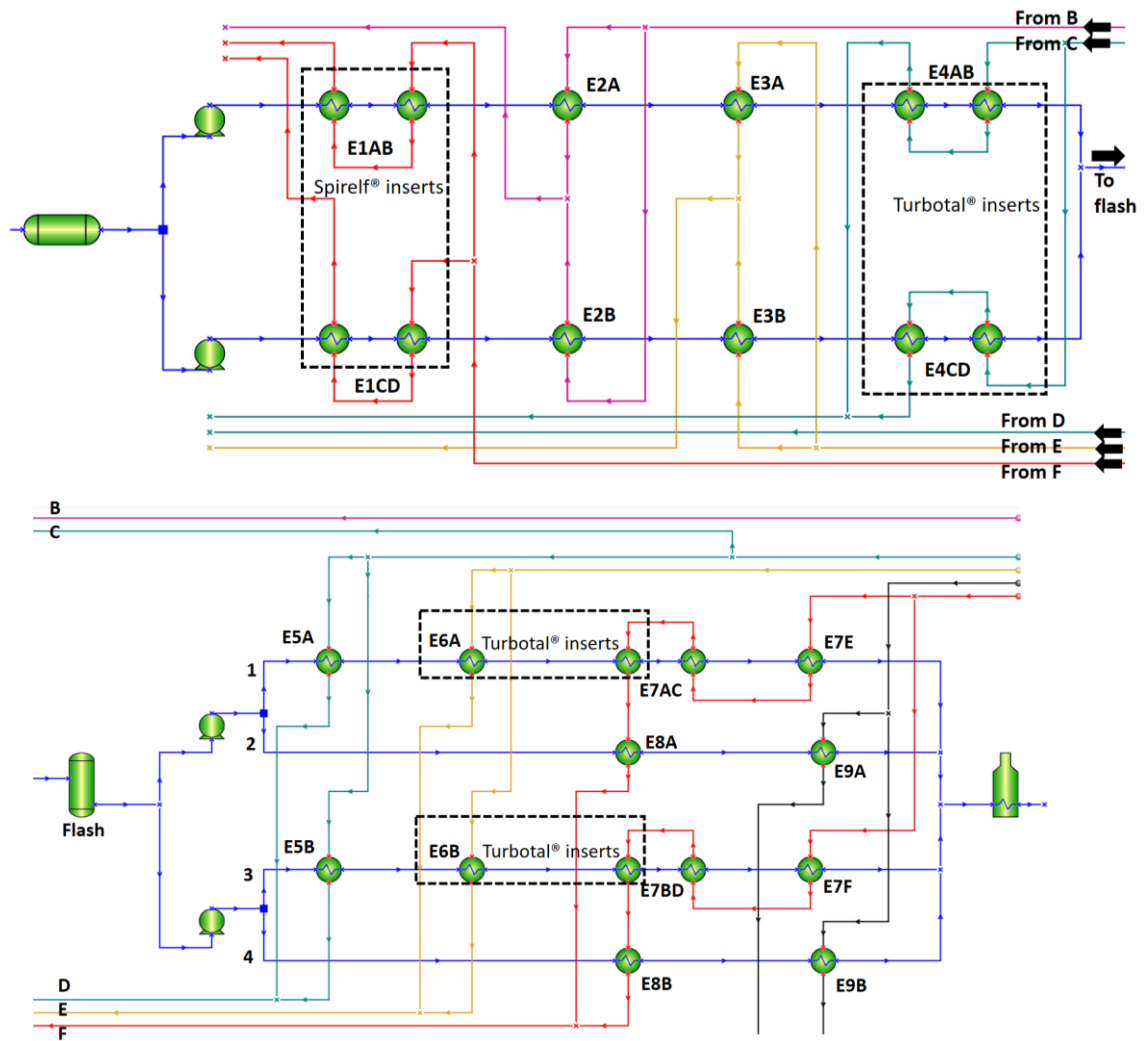 From B
From C
E2A
E3A
E4AB
E1AB
Spirelf® inserts
To
flash
Turbotal® inserts
E2B
E3B
E4CD
E1CD
From D
From E
From F
B
C
E5A
E6A
Turbotal® inserts
E7E
1
E7AC
2
E8A
E9A
Flash
E5B
E6B
Turbotal® inserts
3
E7BD
E7F
4
E8B
E9B
D
E
F